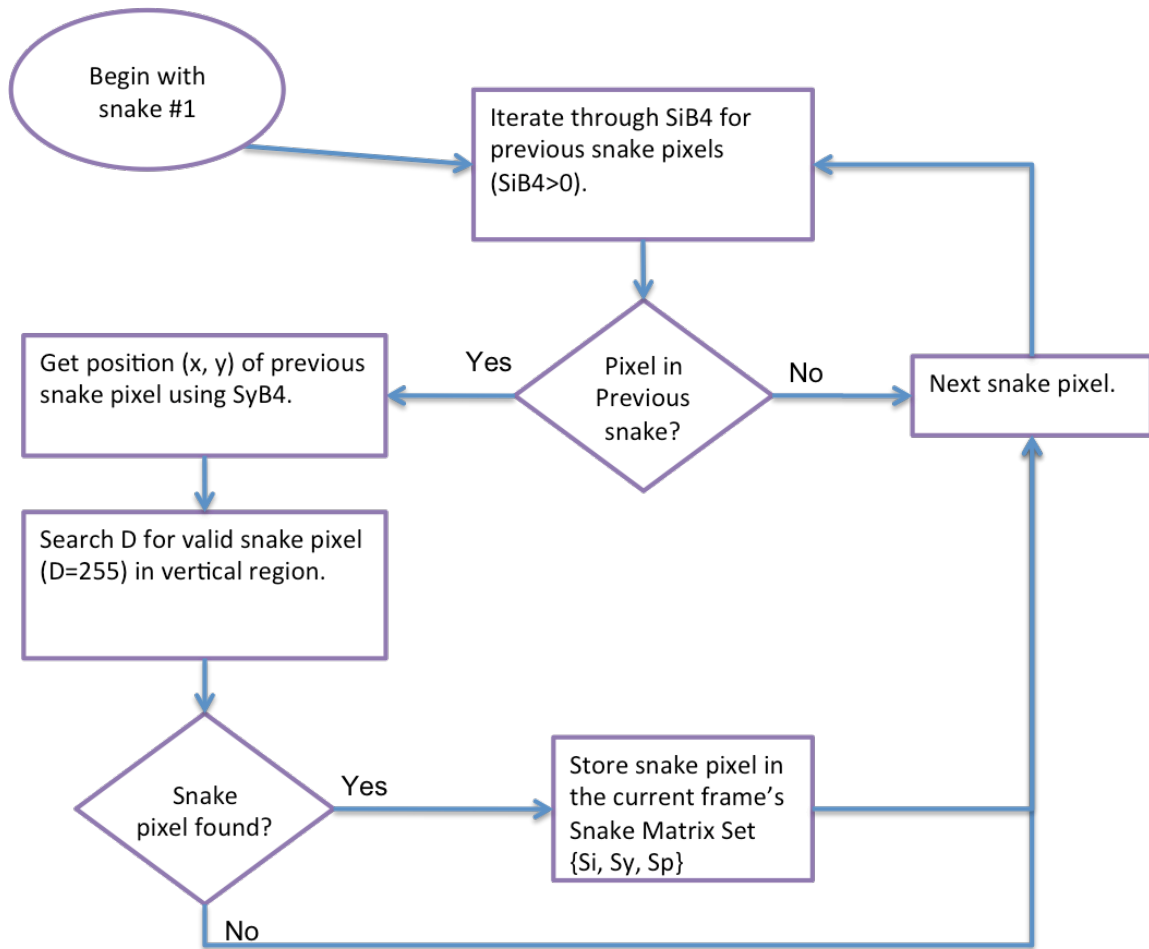 Begin with
snake #1
Iterate through SiB4 for
previous snake pixels
(SiB4>0).
Pixel in
Previous
snake?
Yes
No
Get position (x, y) of previous
snake pixel using SyB4.
Next snake pixel.
Search D for valid snake pixel
(D=255) in vertical region.
Snake
pixel found?
Yes
Store snake pixel in
the current frame’s
Snake Matrix Set
{Si, Sy, Sp}
No